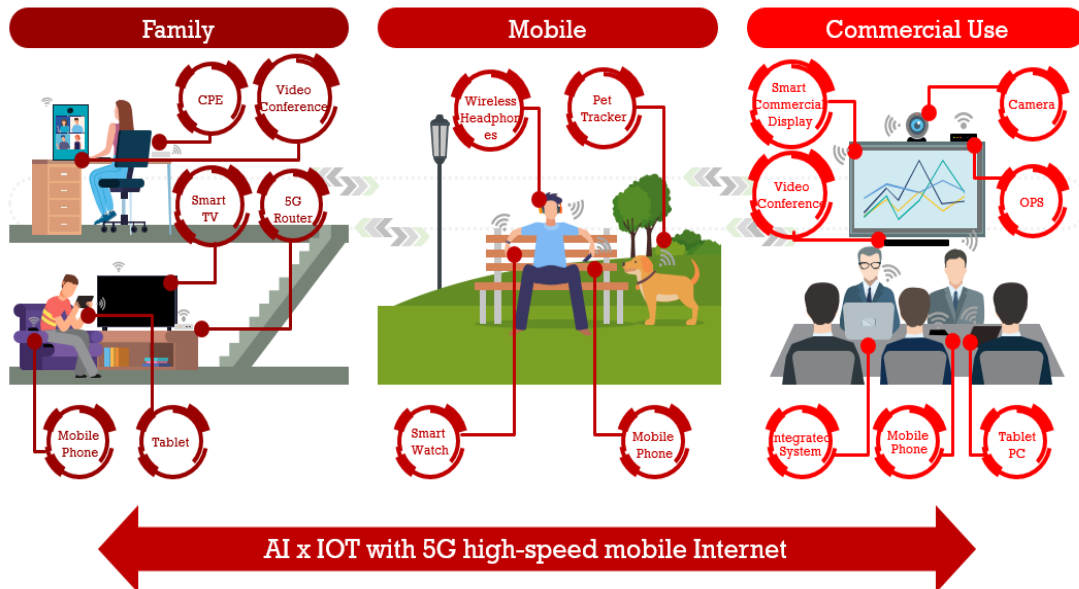 Family
Mobile
Commercial Use
CPE
Video
Conference
Smart
TV
5G
Router
Mobile
Phone
Tablet
Wireless
Headphon
es
Pet
Tracker
Smart
Watch
Mobile
Phone
Smart
Commercial
Display
Camera
Video
Conference
OPS
Integrated
System
Mobile
Phone
Tablet
PC
AI x IOT with 5G high-speed mobile Internet